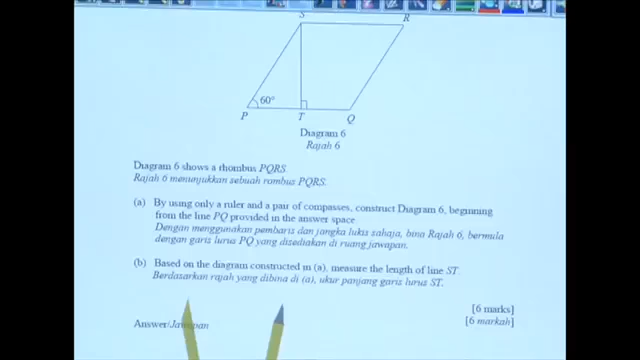 S R
60°
P T Q
Diagram 6
Rajah 6
Diagram 6 shows a rhombus PQRS.
Rajah 6 menunjukkan sebuah rombus PQRS.
(a) By using only a ruler and a pair of compasses, construct Diagram 6, beginning
from the line PQ provided in the answer space
Dengan menggunakan pembaris dan jangka lukis sahaja, bina Rajah 6, bermula
dengan garis lurus PQ yang disediakan di ruang jawapan.
(b) Based on the diagram constructed in (a), measure the length of line ST.
Berdasarkan rajah yang dibina di (a), ukur panjang garis lurus ST.
[6 marks]
[6 markah]
Answer/Jawapan